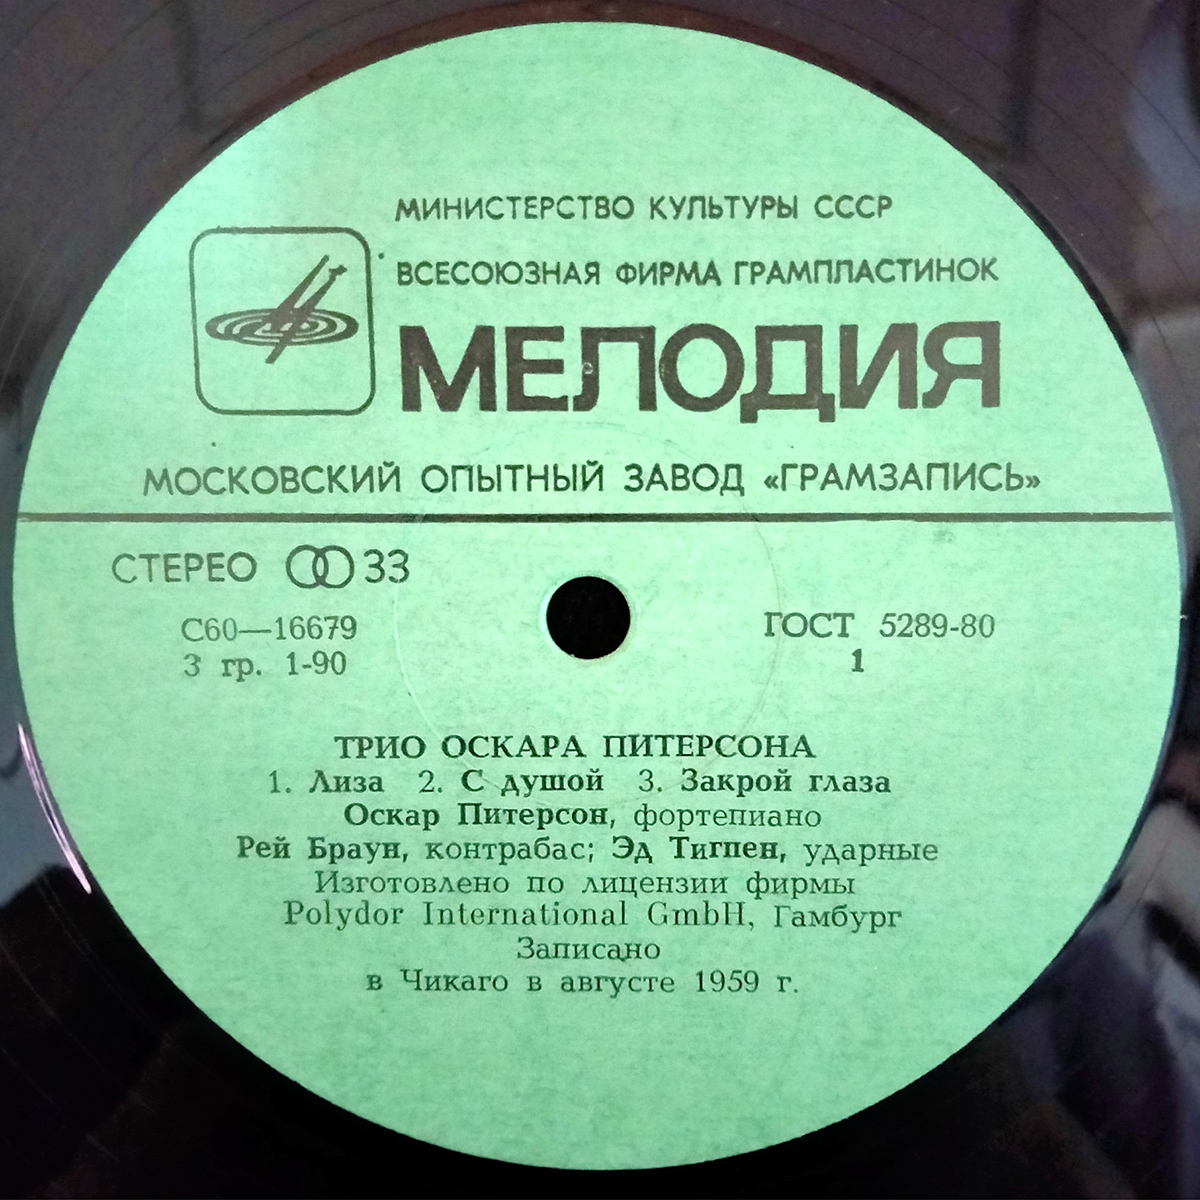 МИНИСТЕРСТВО КУЛЬТУРЫ СССР
ВСЕСОЮЗНАЯ ФИРМА ГРАМПЛАСТИНОК
МЕЛОДИЯ
МОСКОВСКИЙ ОПЫТНЫЙ ЗАВОД «ГРАМЗАПИСЬ»
СТЕРЕО 33
С60—16679 ГОСТ 5289-80
3 гр. 1-90 1
ТРИО ОСКАРА ПИТЕРСОНА
1. Лиза 2. С душой 3. Закрой глаза
Оскар Питерсон, фортепиано
Рей Браун, контрабас; Эд Тигпен, ударные
Изготовлено по лицензии фирмы
Polydor International GmbH, Гамбург
Записано
в Чикаго в августе 1959 г.